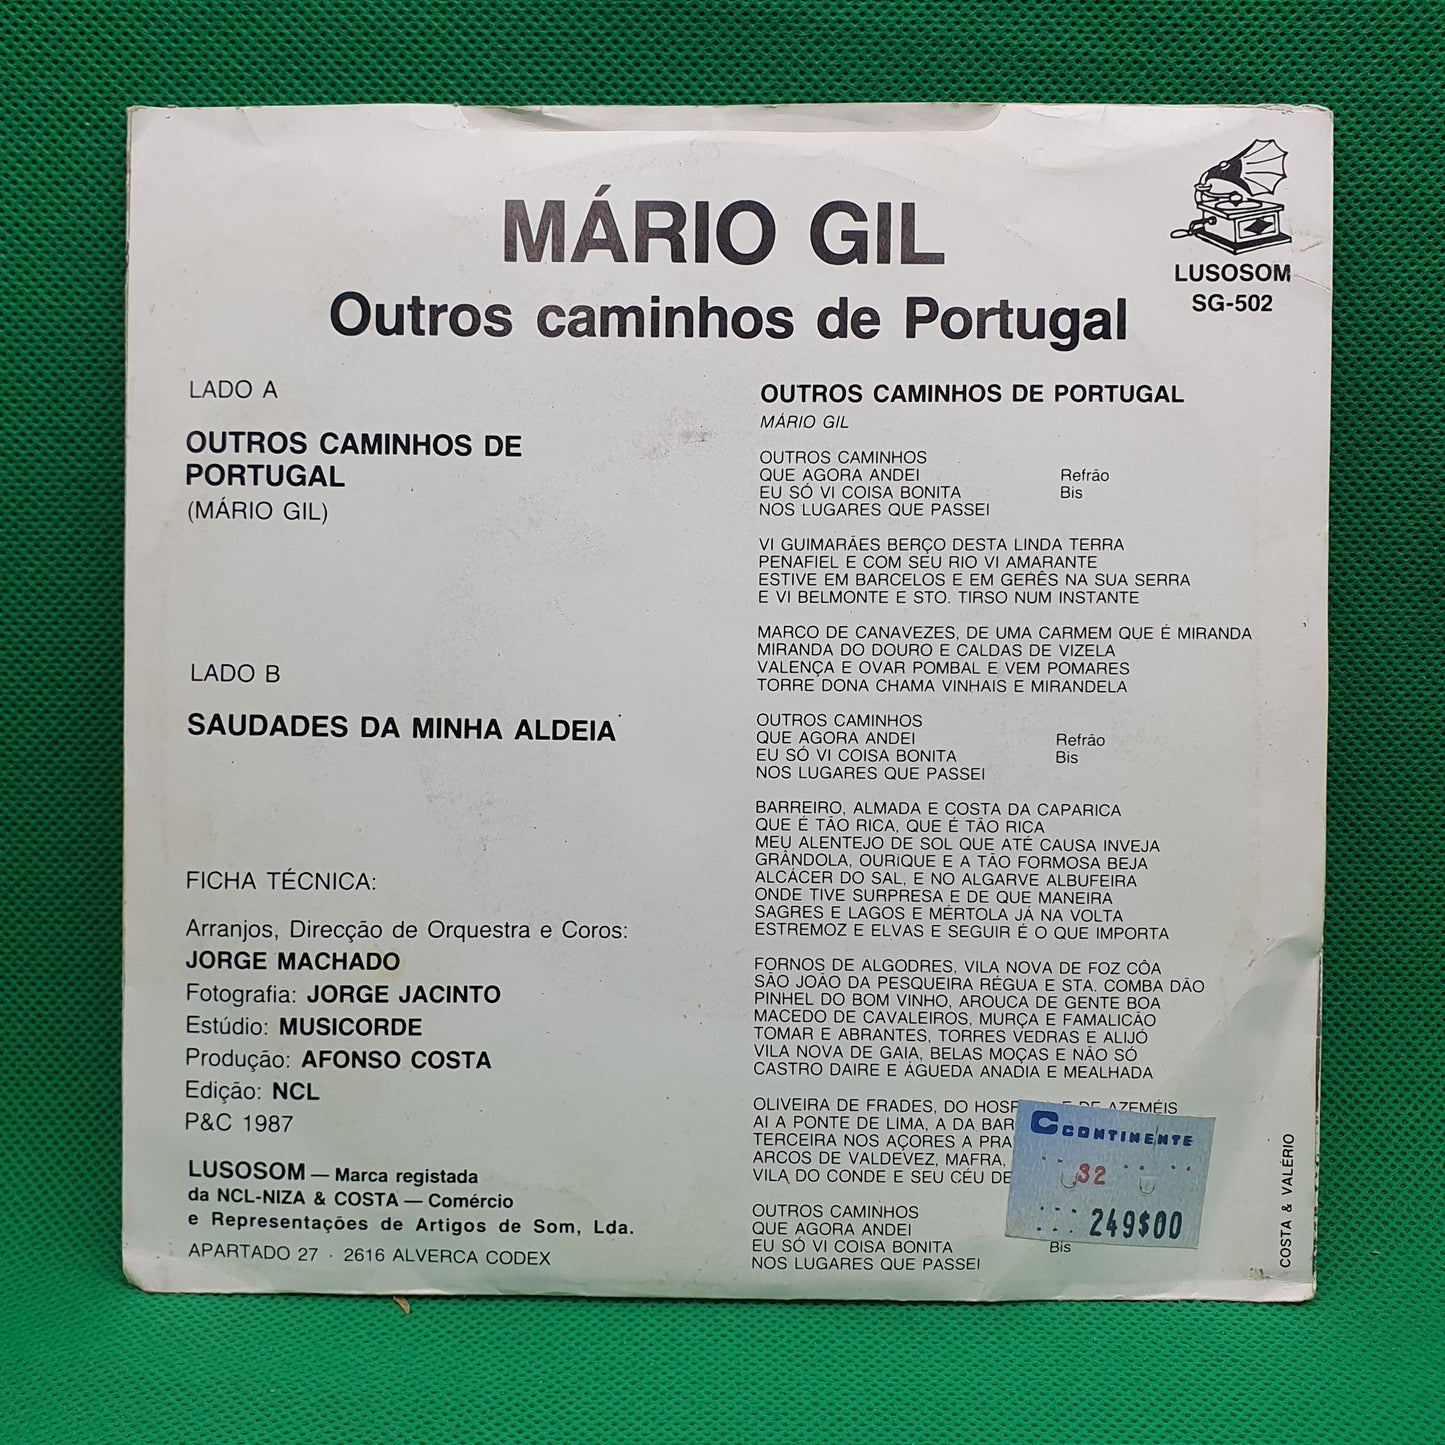 MÁRIO GIL
Outros caminhos de Portugal
LUSOSOM
SG-502
LADO A
OUTROS CAMINHOS DE
PORTUGAL
(MÁRIO GIL)
LADO B
SAUDADES DA MINHA ALDEIA
FICHA TÉCNICA:
Arranjos, Direcção de Orquestra e Coros:
JORGE MACHADO
Fotografia: JORGE JACINTO
Estúdio: MUSICORDE
Produção: AFONSO COSTA
Edição: NCL
P&C 1987
LUSOSOM — Marca registada
da NCL-NIZA & COSTA — Comércio
e Representações de Artigos de Som, Lda.
APARTADO 27 · 2616 ALVERCA CODEX
OUTROS CAMINHOS DE PORTUGAL
MÁRIO GIL
OUTROS CAMINHOS
QUE AGORA ANDEI Refrão
EU SÓ VI COISA BONITA Bis
NOS LUGARES QUE PASSEI
VI GUIMARÃES BERÇO DESTA LINDA TERRA
PENAFIEL E COM SEU RIO VI AMARANTE
ESTIVE EM BARCELOS E EM GERÊS NA SUA SERRA
E VI BELMONTE E STO. TIRSO NUM INSTANTE
MARCO DE CANAVEZES, DE UMA CARMEM QUE É MIRANDA
MIRANDA DO DOURO E CALDAS DE VIZELA
VALENÇA E OVAR POMBAL E VEM POMARES
TORRE DONA CHAMA VINHAIS E MIRANDELA
OUTROS CAMINHOS
QUE AGORA ANDEI Refrão
EU SÓ VI COISA BONITA Bis
NOS LUGARES QUE PASSEI
BARREIRO, ALMADA E COSTA DA CAPARICA
QUE É TÃO RICA, QUE É TÃO RICA
MEU ALENTEJO DE SOL QUE ATÉ CAUSA INVEJA
GRÂNDOLA, OURIQUE E A TÃO FORMOSA BEJA
ALCÁCER DO SAL, E NO ALGARVE ALBUFEIRA
ONDE TIVE SURPRESA E DE QUE MANEIRA
SAGRES E LAGOS E MÉRTOLA JÁ NA VOLTA
ESTREMOZ E ELVAS E SEGUIR É O QUE IMPORTA
FORNOS DE ALGODRES, VILA NOVA DE FOZ CÔA
SÃO JOÃO DA PESQUEIRA RÉGUA E STA. COMBA DÃO
PINHEL DO BOM VINHO, AROUCA DE GENTE BOA
MACEDO DE CAVALEIROS, MURÇA E FAMALICÃO
TOMAR E ABRANTES, TORRES VEDRAS E ALIJÓ
VILA NOVA DE GAIA, BELAS MOÇAS E NÃO SÓ
CASTRO DAIRE E ÁGUEDA ANADIA E MEALHADA
OLIVEIRA DE FRADES, DO E DE AZEMÉIS
AI A PONTE DE LIMA, A DA
TERCEIRA NOS AÇORES A
ARCOS DE VALDEVEZ, MAFRA,
VILA DO CONDE E SEU CÉU
OUTROS CAMINHOS
QUE AGORA ANDEI
EU SÓ VI COISA BONITA Bis
NOS LUGARES QUE PASSEI
C CONTINENTE
32
249$00
COSTA & VALÉRIO